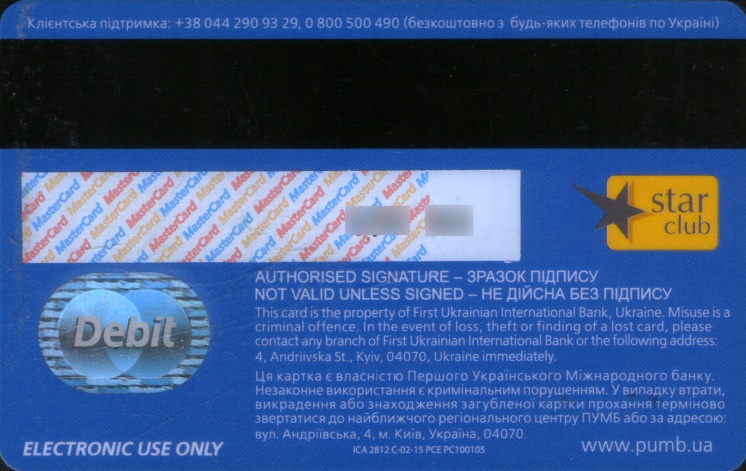 Клієнтська підтримка: +38 044 290 93 29, 0 800 500 490 (безкоштовно з будь-яких телефонів по Україні)
MasterCard MasterCard MasterCard MasterCard MasterCard MasterCard
star
club
AUTHORISED SIGNATURE – ЗРАЗОК ПІДПИСУ
NOT VALID UNLESS SIGNED – НЕ ДІЙСНА БЕЗ ПІДПИСУ
Debit
This card is the property of First Ukrainian International Bank, Ukraine. Misuse is a
criminal offence. In the event of loss, theft or finding of a lost card, please
contact any branch of First Ukrainian International Bank or the following address:
4, Andriivska St., Kyiv, 04070, Ukraine immediately.
Ця картка є власністю Першого Українського Міжнародного банку.
Незаконне використання є кримінальним порушенням. У випадку втрати,
викрадення або знаходження загубленої картки прохання терміново
звертатися до найближчого регіонального центру ПУМБ або за адресою:
вул. Андріївська, 4, м. Київ, Україна, 04070.
ELECTRONIC USE ONLY
ICA 2812 C-02-15 PCE PC100105
www.pumb.ua